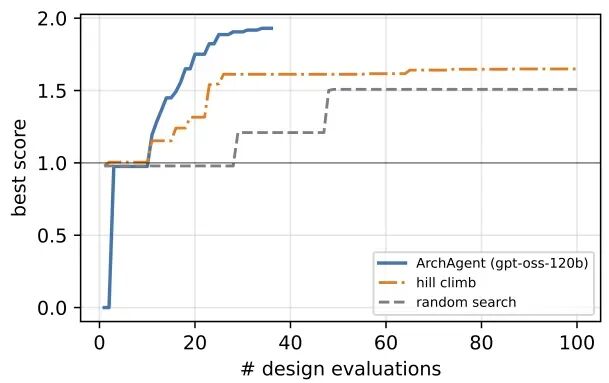 2.0
1.5
1.0
0.5
0.0
best score
ArchAgent (gpt-oss-120b)
hill climb
random search
0 20 40 60 80 100
# design evaluations